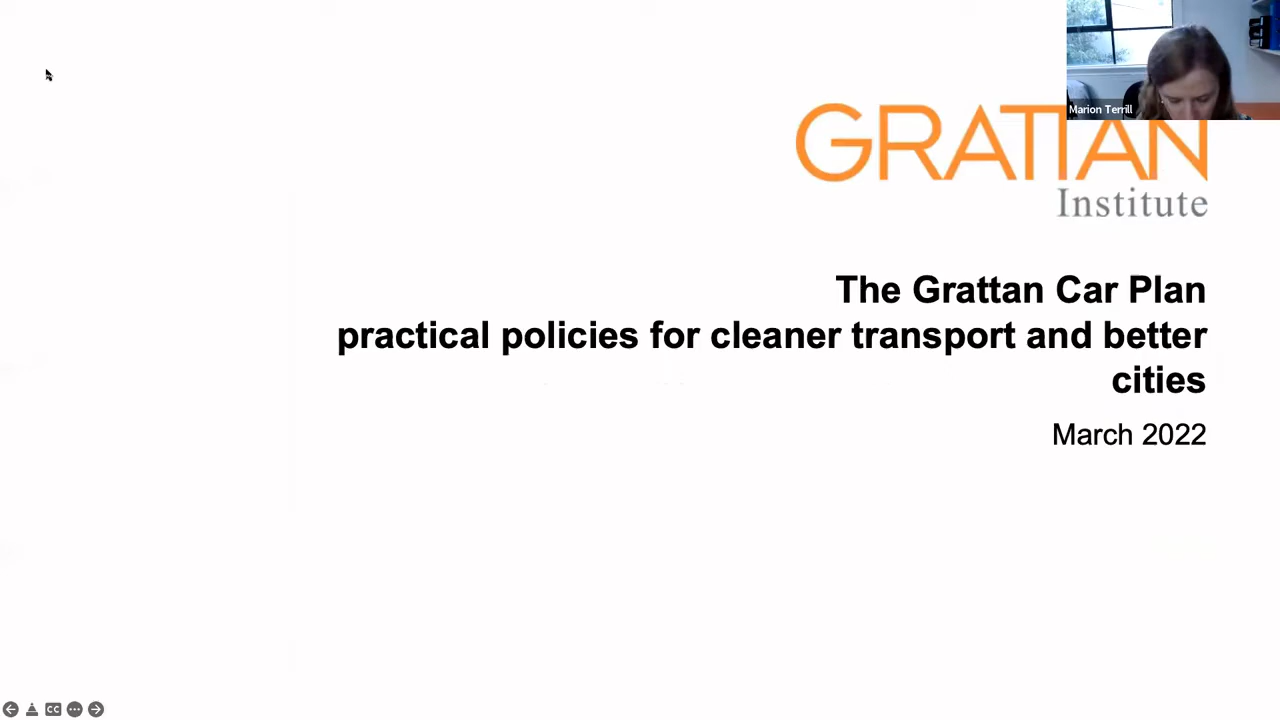 Marion Terrill
GRATTAN
Institute
The Grattan Car Plan
practical policies for cleaner transport and better
cities
March 2022
CC